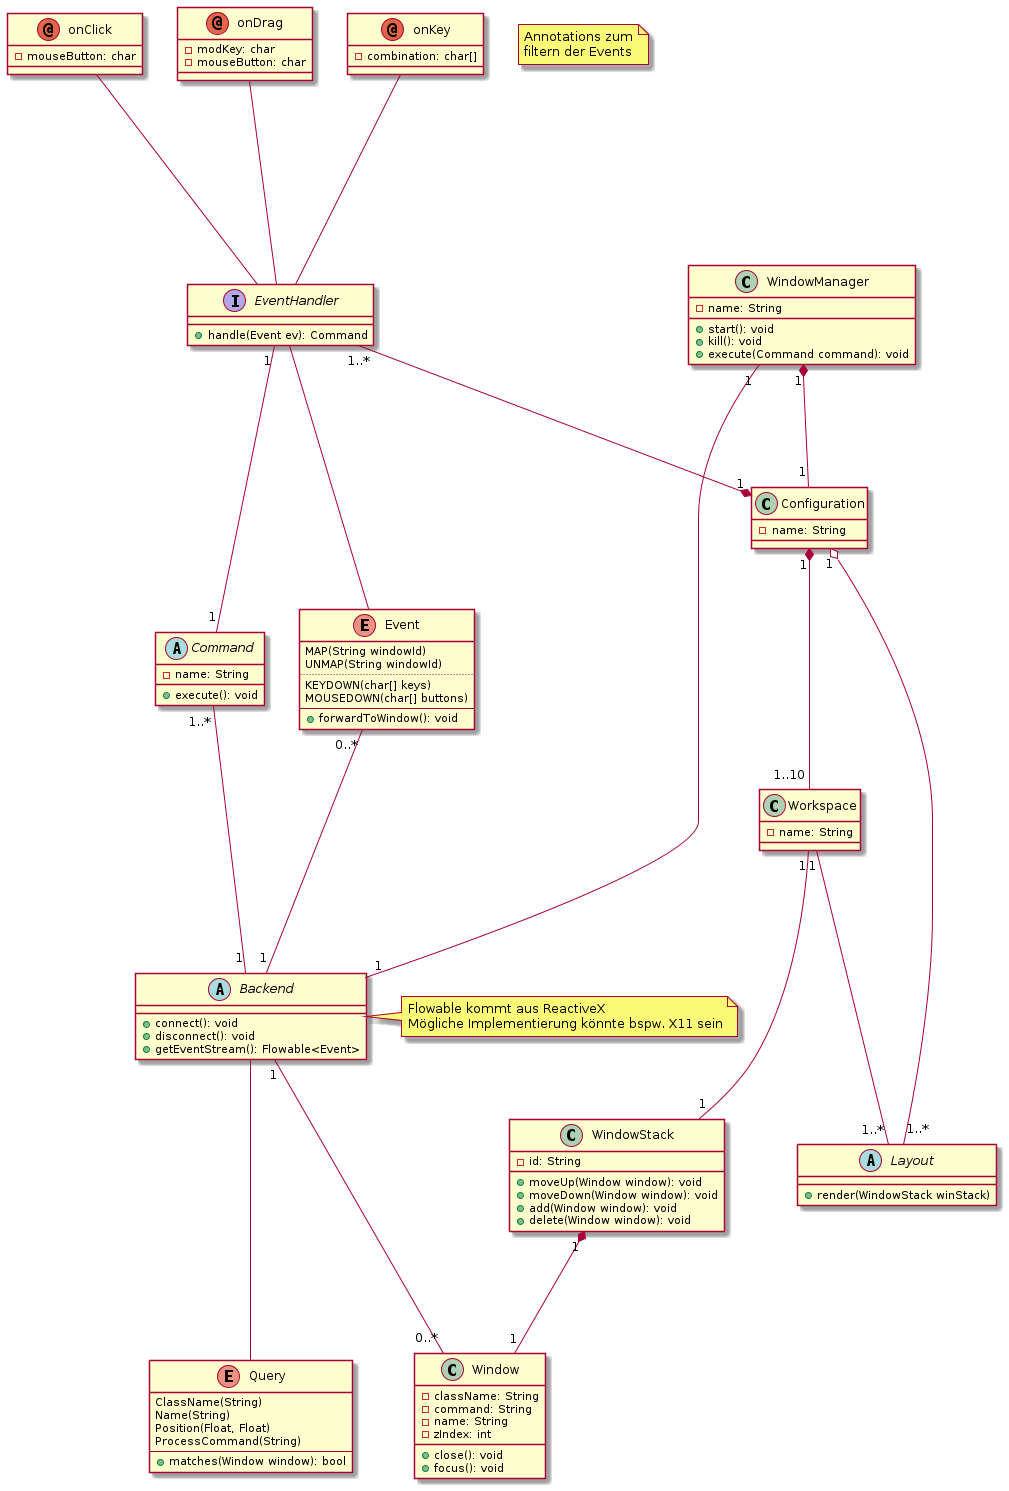 @ onClick
mouseButton: char
@ onDrag
modKey: char
mouseButton: char
@ onKey
combination: char[]
Annotations zum
filtern der Events
I EventHandler
handle(Event ev): Command
C WindowManager
name: String
start(): void
kill(): void
execute(Command command): void
1
1..*
1
1
1
1
C Configuration
name: String
1
1
1
A Command
name: String
execute(): void
E Event
MAP(String windowId)
UNMAP(String windowId)
KEYDOWN(char[] keys)
MOUSEDOWN(char[] buttons)
forwardToWindow(): void
1..*
0..*
1..10
C Workspace
name: String
1
1
1
1
1
A Backend
connect(): void
disconnect(): void
getEventStream(): Flowable<Event>
Flowable kommt aus ReactiveX
Mögliche Implementierung könnte bspw. X11 sein
1
1
1..*
1..*
C WindowStack
id: String
moveUp(Window window): void
moveDown(Window window): void
add(Window window): void
delete(Window window): void
A Layout
render(WindowStack winStack)
1
0..*
1
E Query
ClassName(String)
Name(String)
Position(Float, Float)
ProcessCommand(String)
matches(Window window): bool
C Window
className: String
command: String
name: String
zIndex: int
close(): void
focus(): void